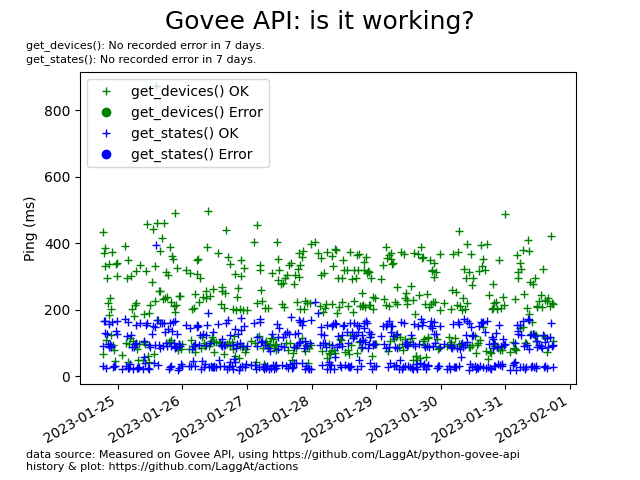 Govee API: is it working?
get_devices(): No recorded error in 7 days.
get_states(): No recorded error in 7 days.
get_devices() OK
get_devices() Error
get_states() OK
get_states() Error
Ping (ms)
800
600
400
200
0
2023-01-25
2023-01-26
2023-01-27
2023-01-28
2023-01-29
2023-01-30
2023-01-31
2023-02-01
data source: Measured on Govee API, using https://github.com/LaggAt/python-govee-api
history & plot: https://github.com/LaggAt/actions